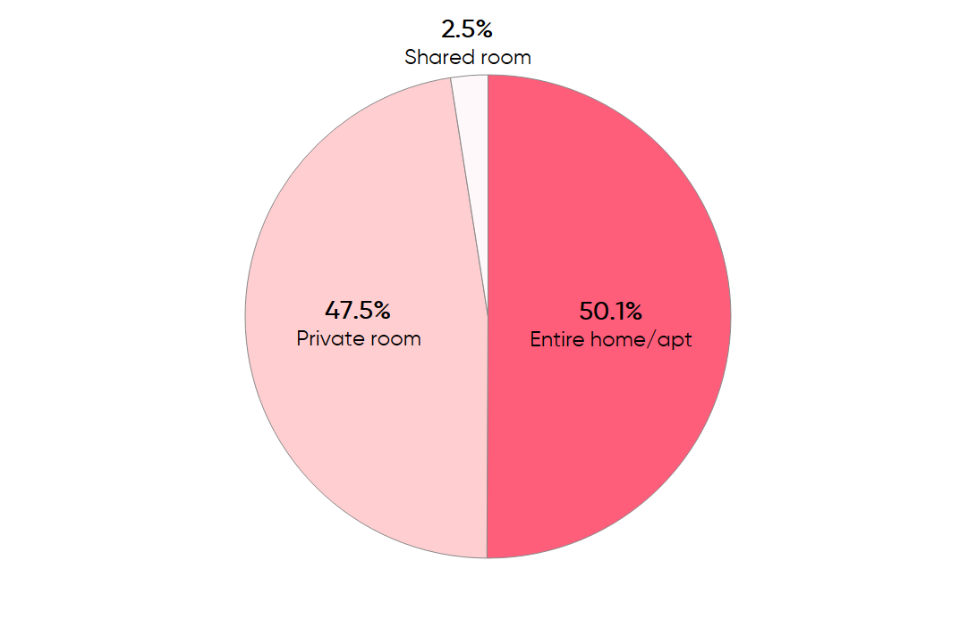 2.5%
Shared room
47.5%
Private room
50.1%
Entire home/apt